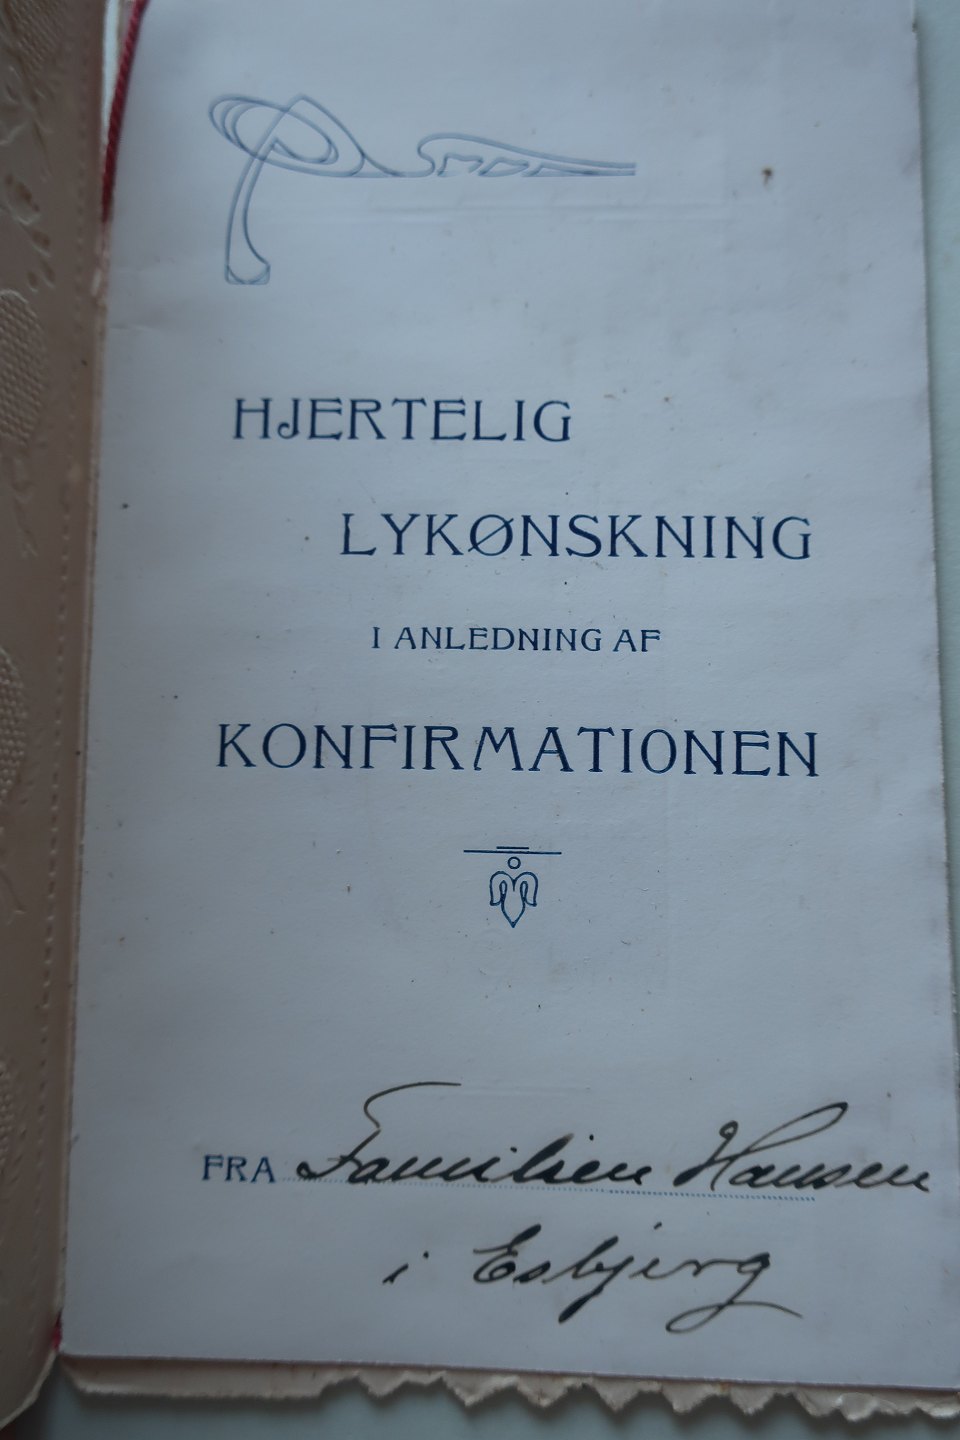 HJERTELIG
LYKØNSKNING
I ANLEDNING AF
KONFIRMATIONEN
FRA Familien Hansen
i Esbjerg